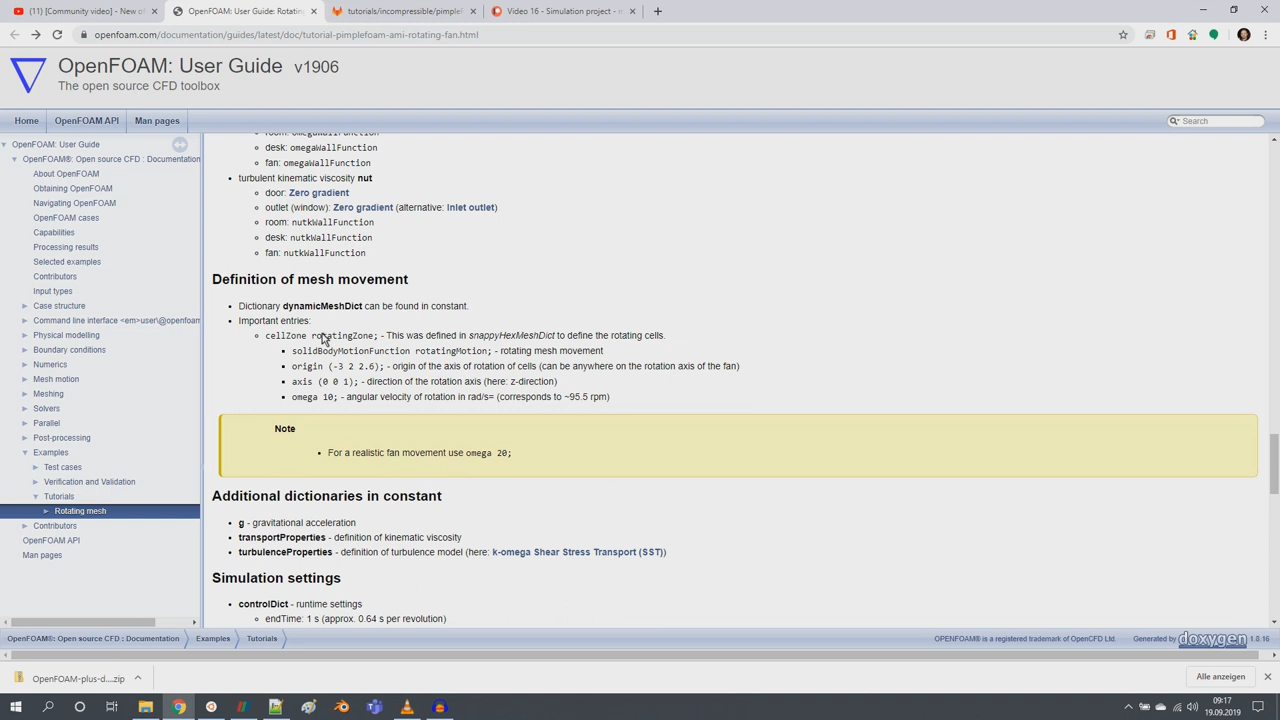 (11) [Community video] - New of
OpenFOAM: User Guide: Rotating
tutorials/incompressible/pimpleF
Video 16 - Simulation project - r
openfoam.com/documentation/guides/latest/doc/tutorial-pimplefoam-ami-rotating-fan.html
OpenFOAM: User Guide v1906
The open source CFD toolbox
Home
OpenFOAM API
Man pages
Search
OpenFOAM: User Guide
OpenFOAM®: Open source CFD : Documentation
About OpenFOAM
Obtaining OpenFOAM
Navigating OpenFOAM
OpenFOAM cases
Capabilities
Processing results
Selected examples
Contributors
Input types
Case structure
Command line interface <em>user\@openfoam
Physical modelling
Boundary conditions
Numerics
Mesh motion
Meshing
Solvers
Parallel
Post-processing
Examples
Test cases
Verification and Validation
Tutorials
Rotating mesh
Contributors
OpenFOAM API
Man pages
room: omegaWallFunction
desk: omegaWallFunction
fan: omegaWallFunction
turbulent kinematic viscosity nut
door: Zero gradient
outlet (window): Zero gradient (alternative: Inlet outlet)
room: nutkWallFunction
desk: nutkWallFunction
fan: nutkWallFunction
Definition of mesh movement
Dictionary dynamicMeshDict can be found in constant.
Important entries:
cellZone rotatingZone; - This was defined in snappyHexMeshDict to define the rotating cells.
solidBodyMotionFunction rotatingMotion; - rotating mesh movement
origin (-3 2 2.6); - origin of the axis of rotation of cells (can be anywhere on the rotation axis of the fan)
axis (0 0 1); - direction of the rotation axis (here: z-direction)
omega 10; - angular velocity of rotation in rad/s= (corresponds to ~95.5 rpm)
Note
For a realistic fan movement use omega 20;
Additional dictionaries in constant
g - gravitational acceleration
transportProperties - definition of kinematic viscosity
turbulenceProperties - definition of turbulence model (here: k-omega Shear Stress Transport (SST))
Simulation settings
controlDict - runtime settings
endTime: 1 s (approx. 0.64 s per revolution)
OpenFOAM®: Open source CFD : Documentation
Examples
Tutorials
OPENFOAM® is a registered trademark of OpenCFD Ltd.
Generated by doxygen 1.8.16
OpenFOAM-plus-d....zip
Alle anzeigen
09:17
19.09.2019